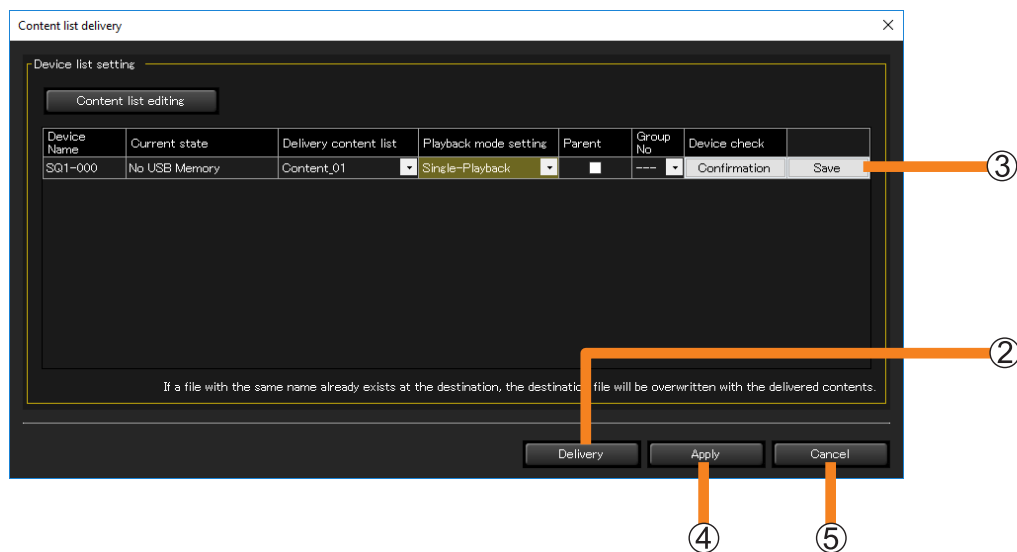 Content list delivery
Device list setting
Content list editing
Device Name Current state Delivery content list Playback mode setting Parent Group No Device check
SQ1-000 No USB Memory Content_01 Single-Playback --- Confirmation Save
③
②
If a file with the same name already exists at the destination, the destination file will be overwritten with the delivered contents.
Delivery Apply Cancel
④ ⑤